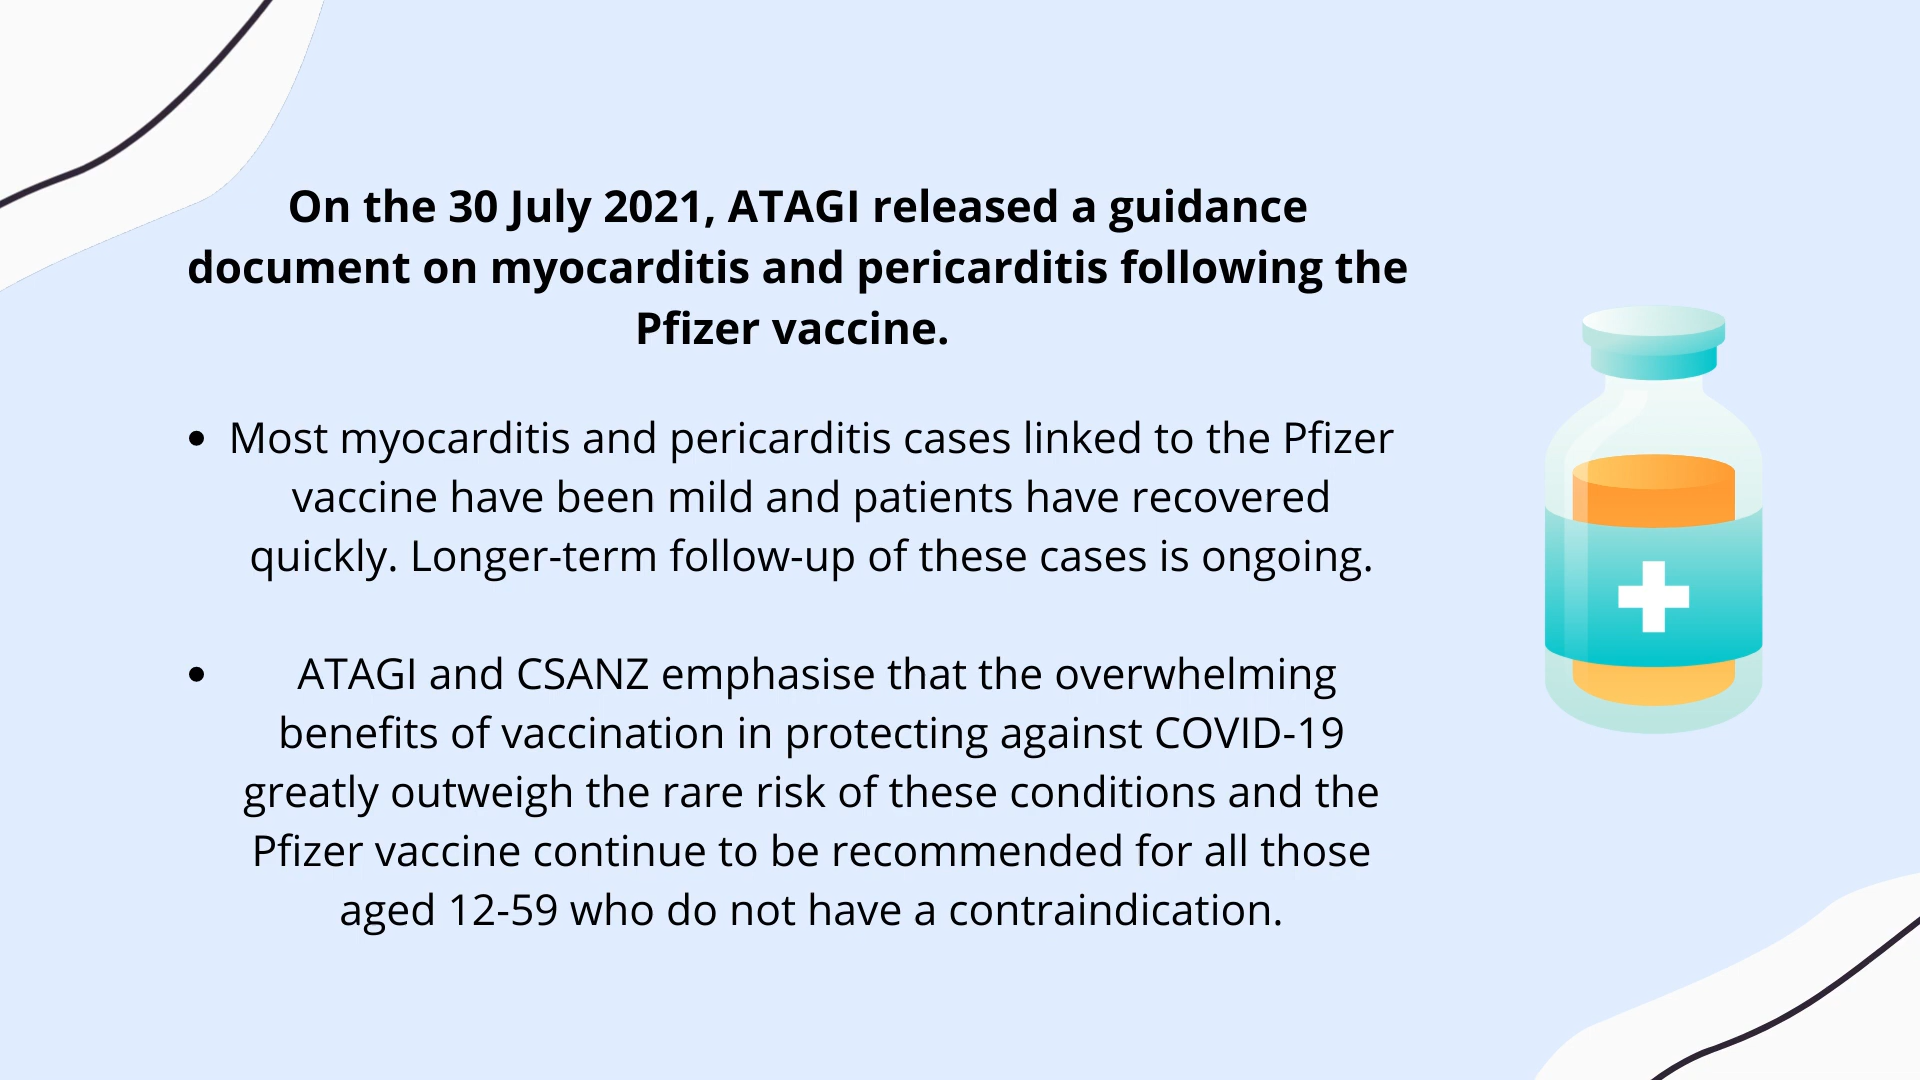 On the 30 July 2021, ATAGI released a guidance
document on myocarditis and pericarditis following the
Pfizer vaccine.
• Most myocarditis and pericarditis cases linked to the Pfizer
vaccine have been mild and patients have recovered
quickly. Longer-term follow-up of these cases is ongoing.
• ATAGI and CSANZ emphasise that the overwhelming
benefits of vaccination in protecting against COVID-19
greatly outweigh the rare risk of these conditions and the
Pfizer vaccine continue to be recommended for all those
aged 12-59 who do not have a contraindication.